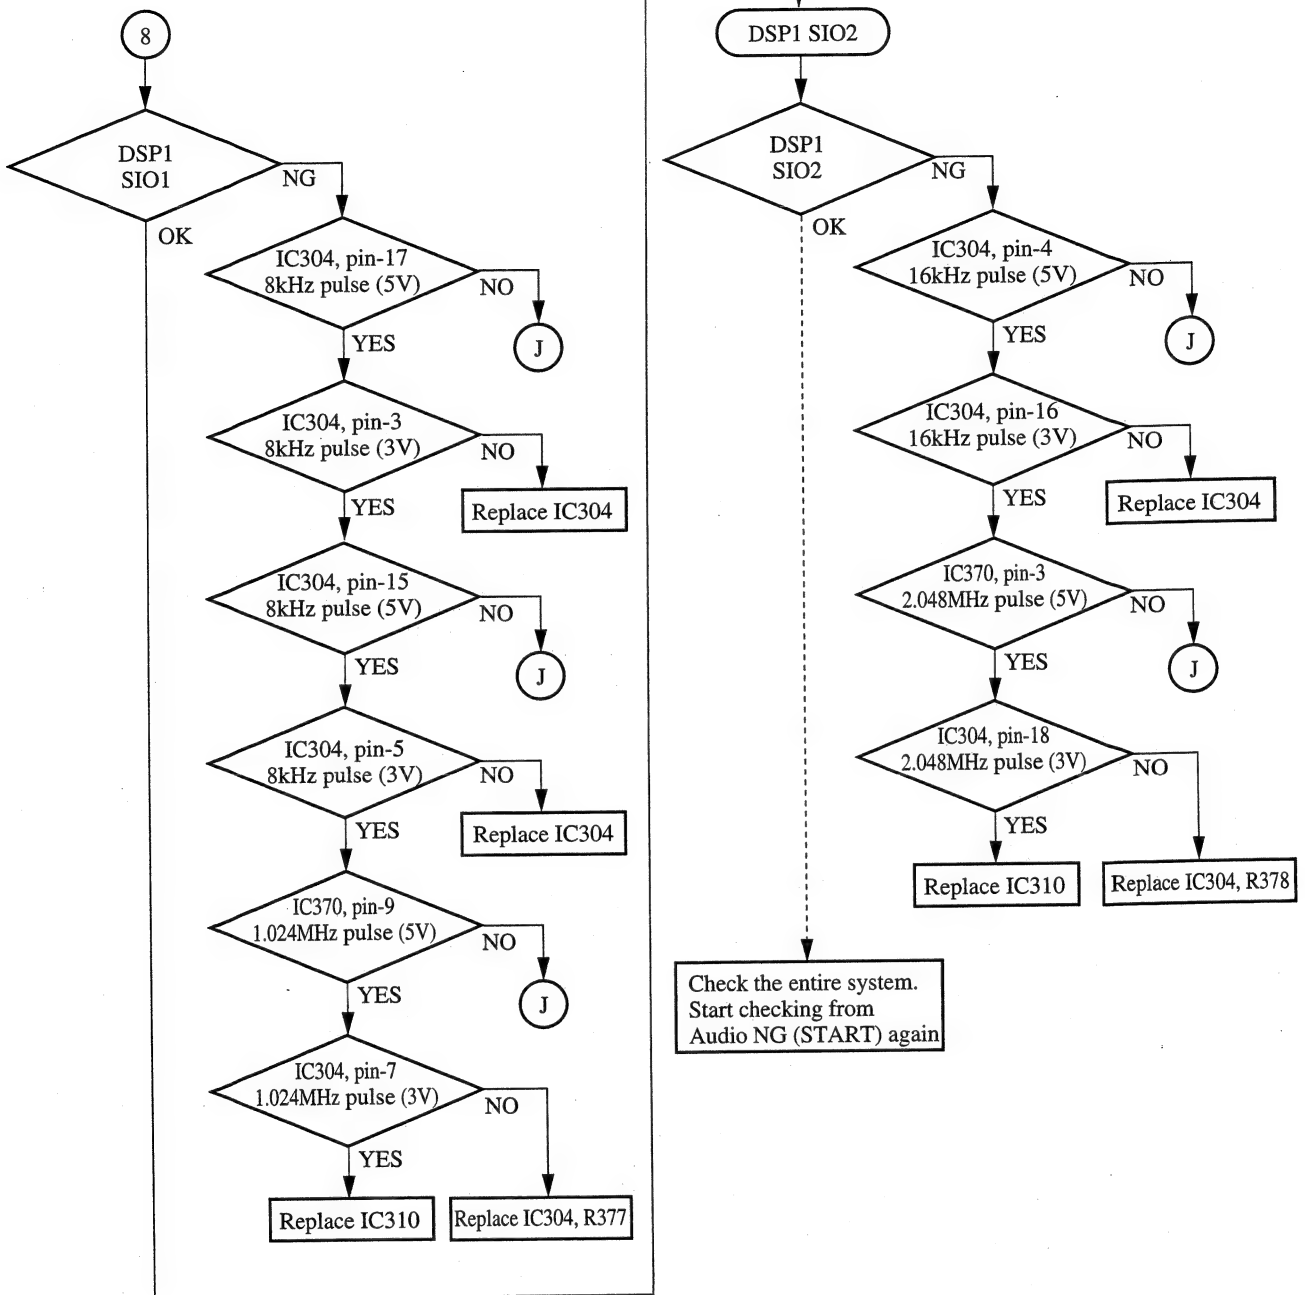 8
DSP1
SIO1
NG
OK
IC304, pin-17
8kHz pulse (5V)
NO
J
YES
IC304, pin-3
8kHz pulse (3V)
NO
Replace IC304
YES
IC304, pin-15
8kHz pulse (5V)
NO
J
YES
IC304, pin-5
8kHz pulse (3V)
NO
Replace IC304
YES
IC370, pin-9
1.024MHz pulse (5V)
NO
J
YES
IC304, pin-7
1.024MHz pulse (3V)
NO
YES
Replace IC310
Replace IC304, R377
DSP1 SIO2
DSP1
SIO2
NG
OK
IC304, pin-4
16kHz pulse (5V)
NO
J
YES
IC304, pin-16
16kHz pulse (3V)
NO
Replace IC304
YES
IC370, pin-3
2.048MHz pulse (5V)
NO
J
YES
IC304, pin-18
2.048MHz pulse (3V)
NO
YES
Replace IC310
Replace IC304, R378
Check the entire system.
Start checking from
Audio NG (START) again